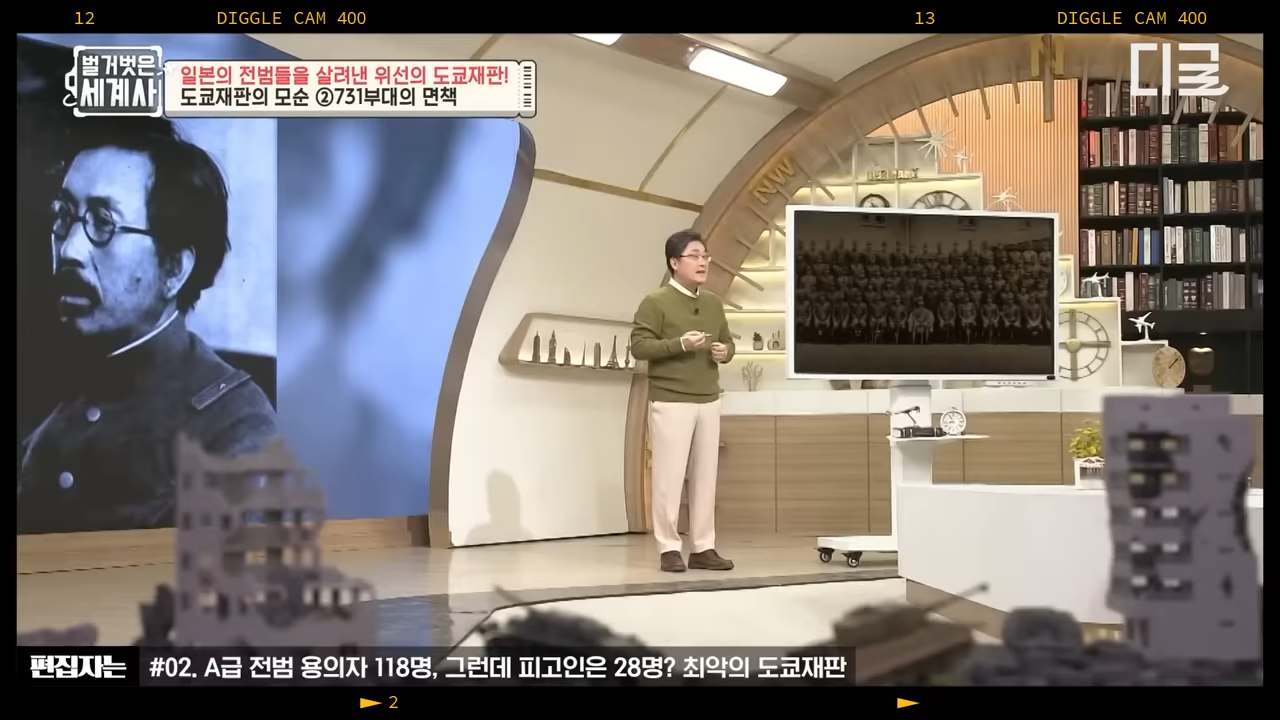 12
DIGGLE CAM 400
13
DIGGLE CAM 400
벌거벗은
세계사
일본의 전범들을 살려낸 위선의 도쿄재판!
도쿄재판의 모순 ②731부대의 면책
디글
N
NW
편집자는
#02. A급 전범 용의자 118명, 그런데 피고인은 28명? 최악의 도쿄재판
2